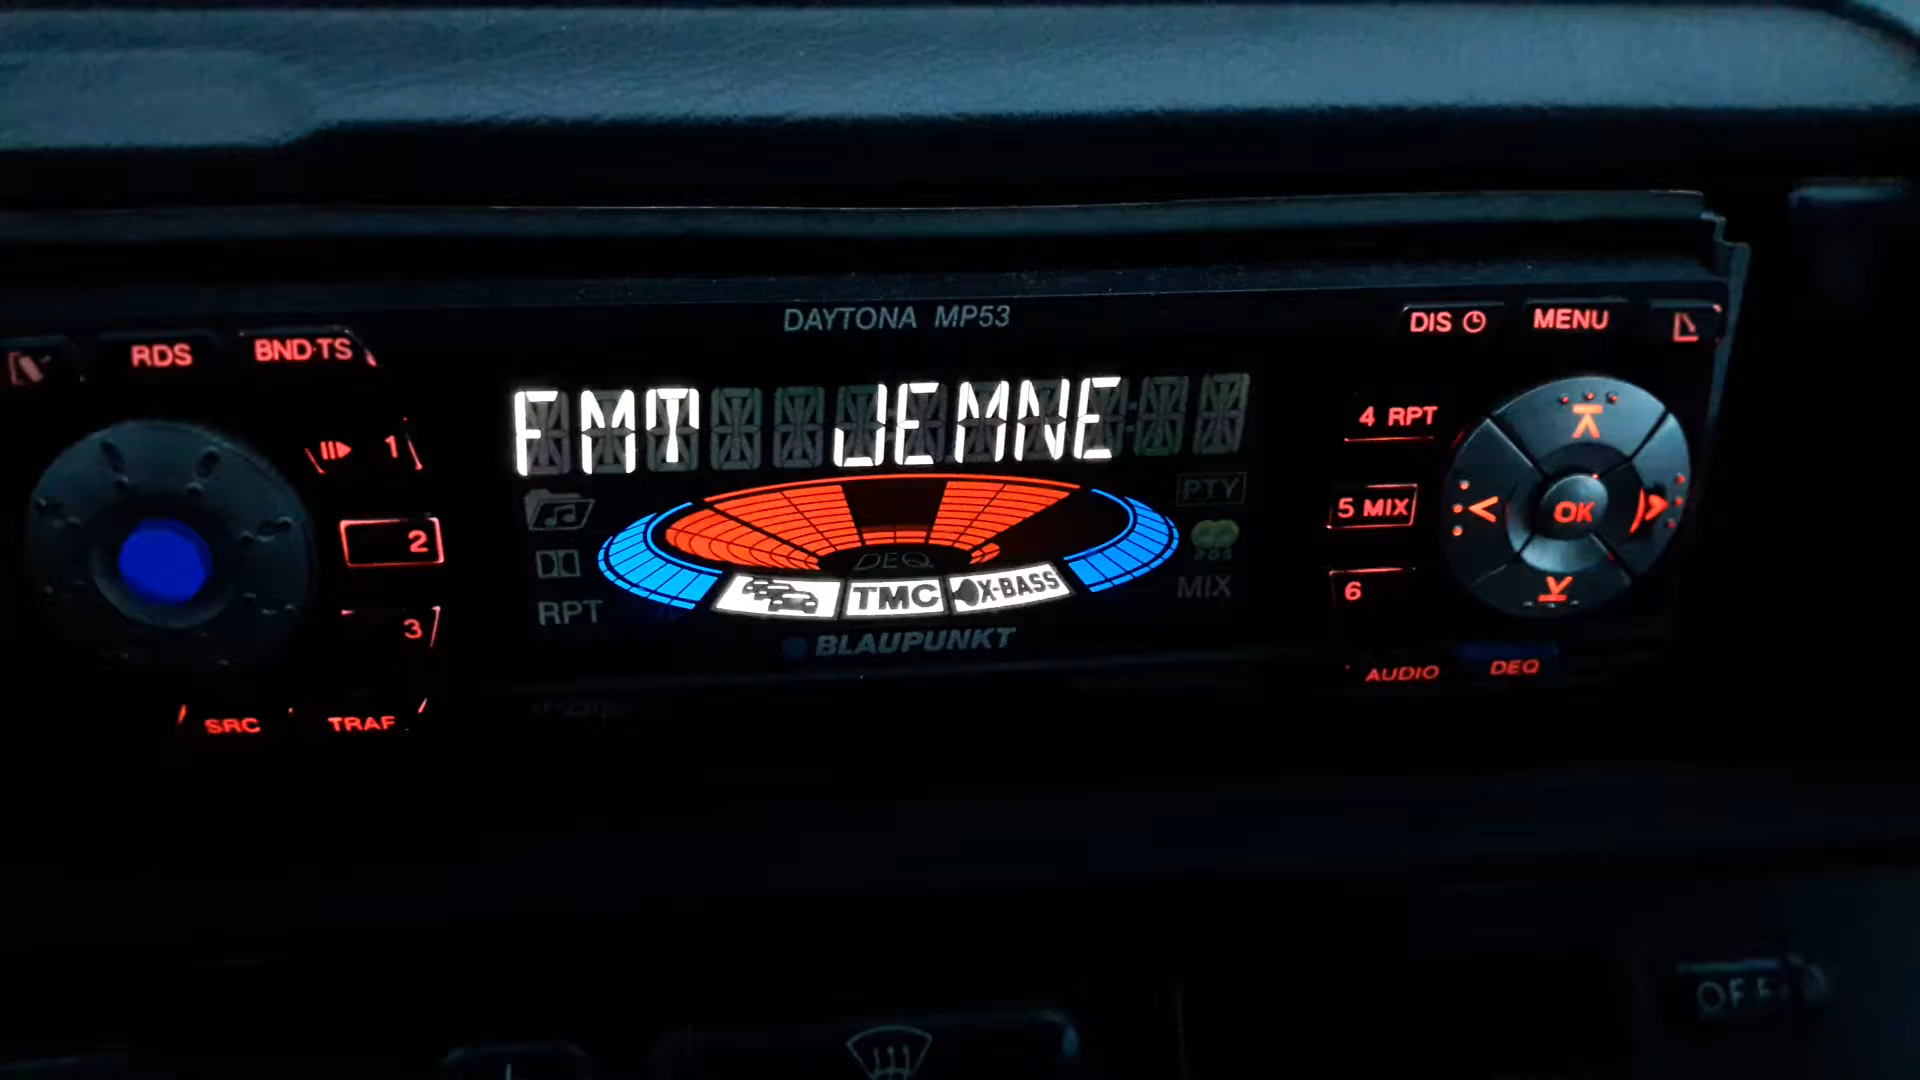 DAYTONA MP53
DIS MENU
RDS BND·TS
FMT JEMNE
1 4 RPT
PTY
2 5 MIX OK
DEQ
TMC X-BASS
RPT MIX
3 6
BLAUPUNKT
AUDIO DEQ
SRC TRAF
OFF